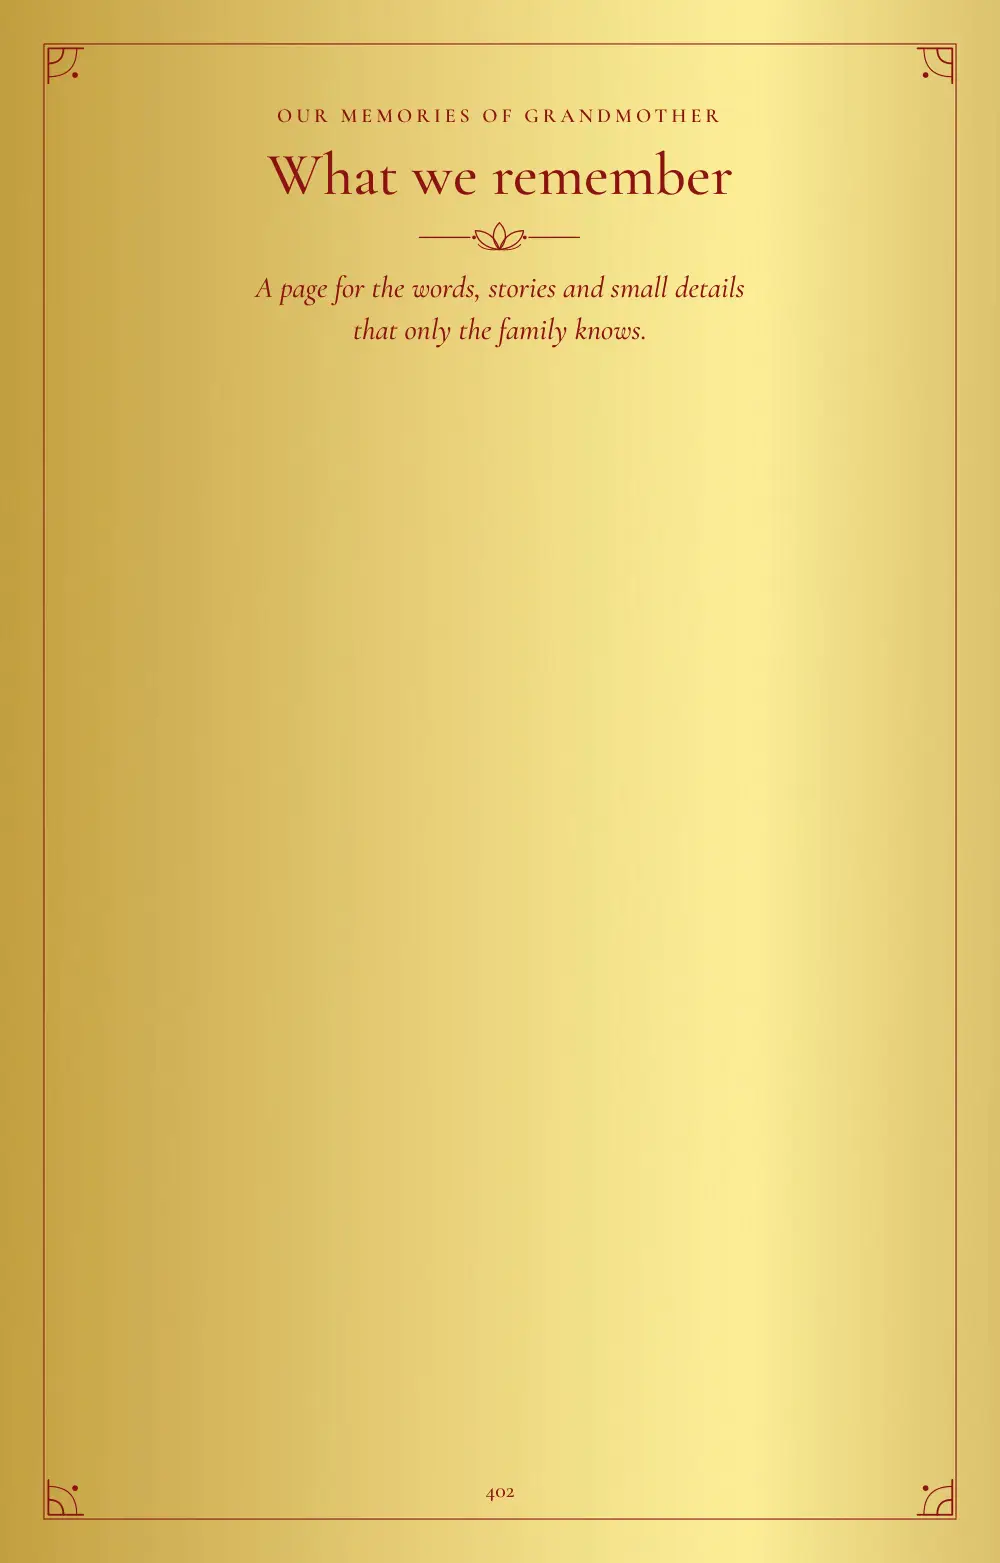 OUR MEMORIES OF GRANDMOTHER
What we remember
A page for the words, stories and small details
that only the family knows.
402